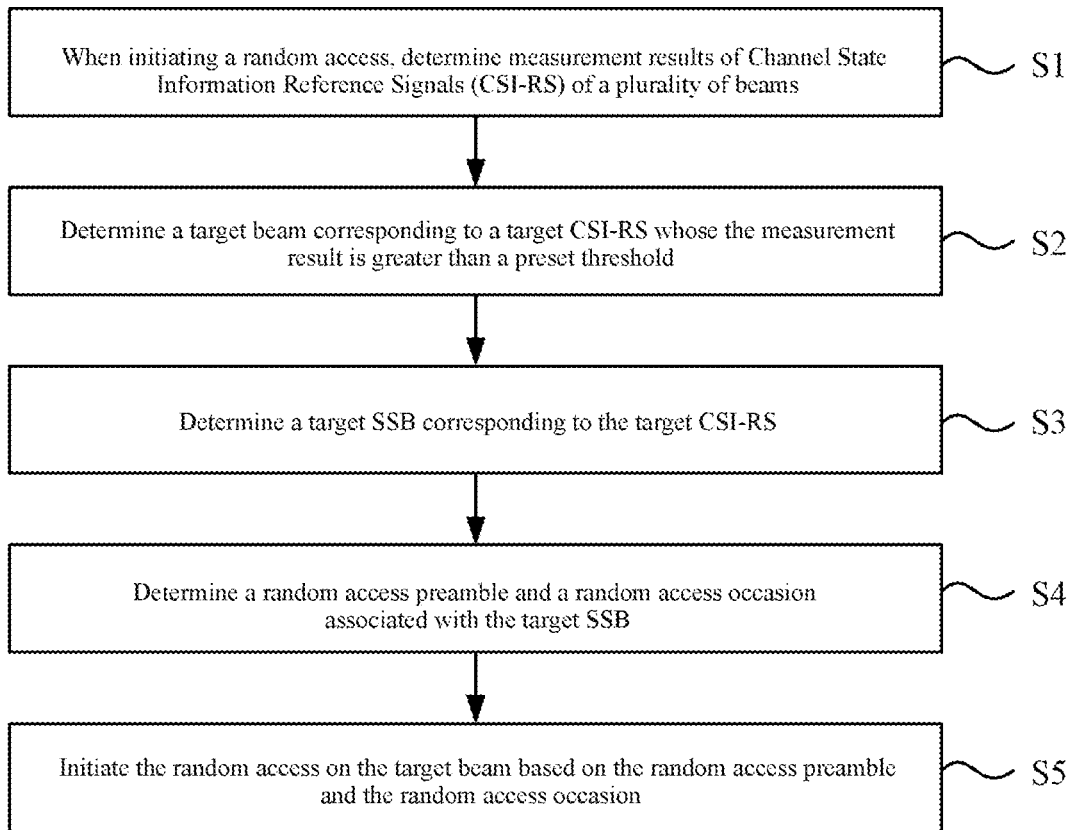 When initiating a random access, determine measurement results of Channel State
Information Reference Signals (CSI-RS) of a plurality of beams
S1
Determine a target beam corresponding to a target CSI-RS whose the measurement
result is greater than a preset threshold
S2
Determine a target SSB corresponding to the target CSI-RS
S3
Determine a random access preamble and a random access occasion
associated with the target SSB
S4
Initiate the random access on the target beam based on the random access preamble
and the random access occasion
S5